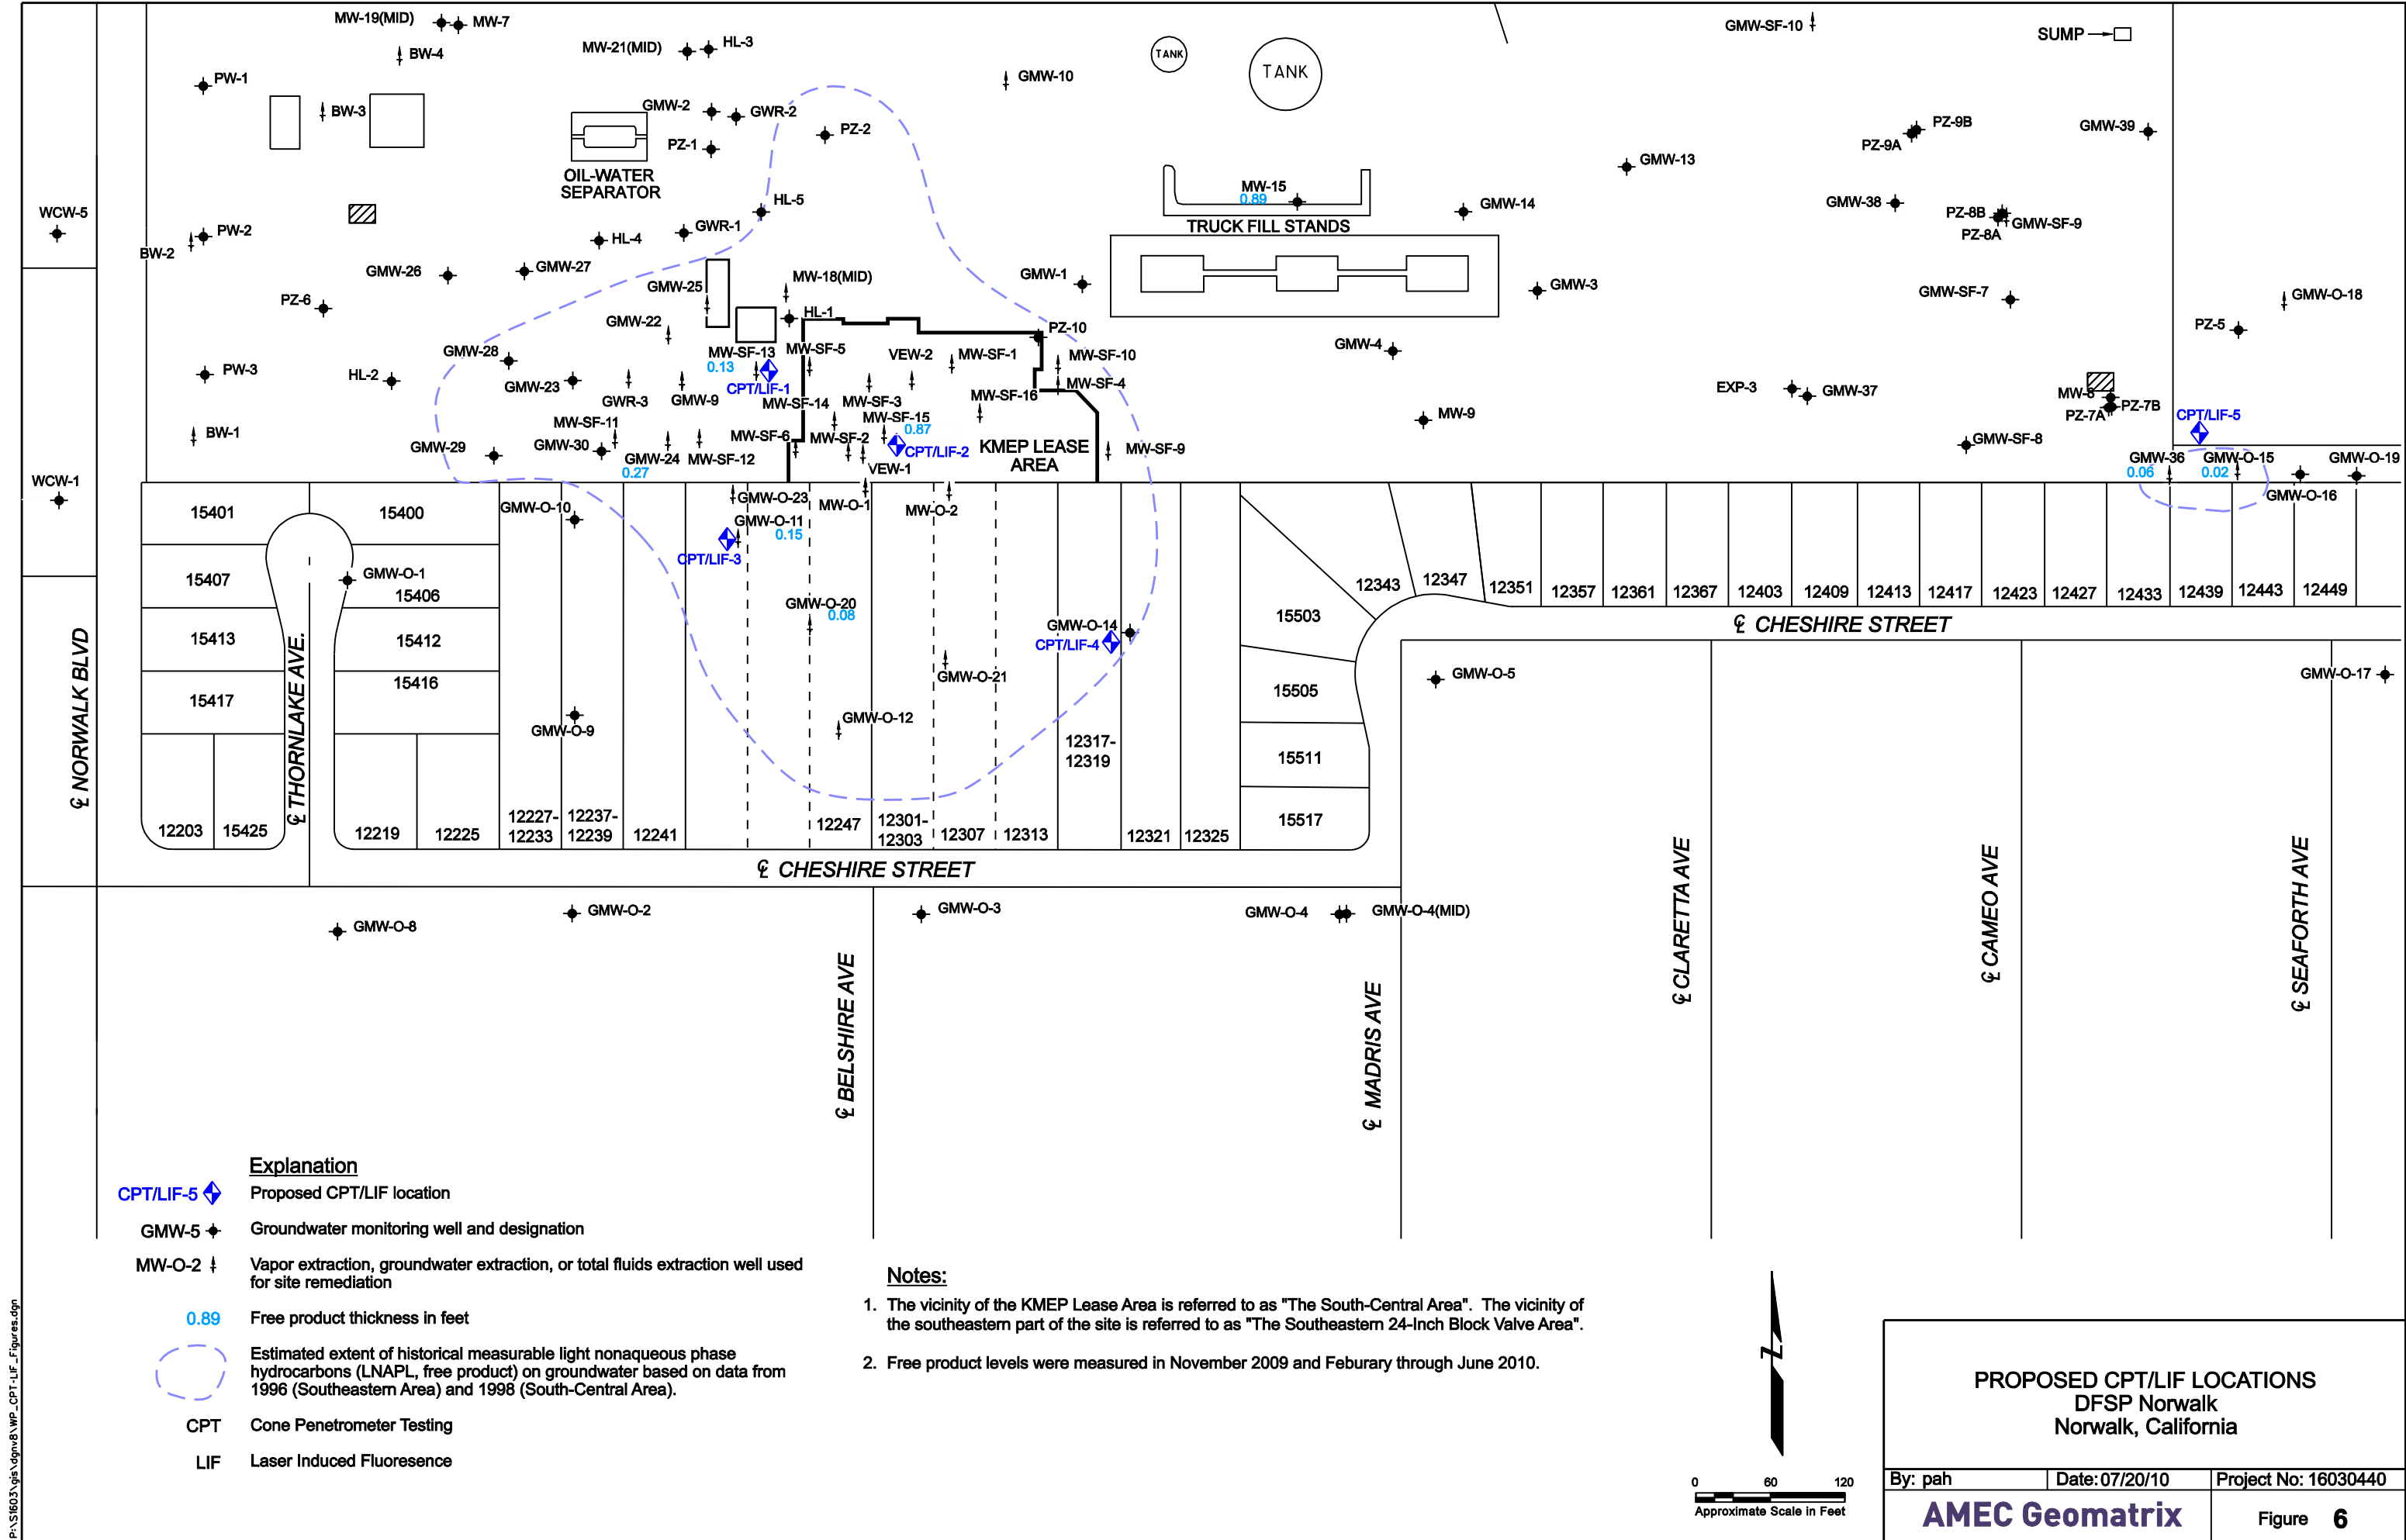 MW-19(MID)
MW-7
BW-4
MW-21(MID)
HL-3
TANK
TANK
GMW-SF-10
SUMP
PW-1
BW-3
GMW-2
GWR-2
PZ-1
PZ-2
GMW-10
OIL-WATER
SEPARATOR
PZ-9B
PZ-9A
GMW-39
GMW-13
WCW-5
PW-2
BW-2
HL-5
GWR-1
HL-4
MW-15
0.89
TRUCK FILL STANDS
GMW-14
GMW-38
PZ-8B
GMW-SF-9
PZ-8A
GMW-26
GMW-27
GMW-25
MW-18(MID)
GMW-1
GMW-3
GMW-SF-7
GMW-O-18
PZ-6
GMW-22
HL-1
PZ-10
PZ-5
GMW-28
MW-SF-13
0.13
MW-SF-5
VEW-2
MW-SF-1
MW-SF-10
GMW-4
PW-3
HL-2
GMW-23
GWR-3
GMW-9
CPT/LIF-1
MW-SF-14
MW-SF-3
MW-SF-16
MW-SF-4
EXP-3
GMW-37
MW-8
PZ-7A
PZ-7B
CPT/LIF-5
BW-1
MW-SF-11
MW-SF-15
0.87
MW-9
GMW-29
GMW-30
GMW-24
0.27
MW-SF-12
MW-SF-6
MW-SF-2
CPT/LIF-2
VEW-1
KMEP LEASE
AREA
MW-SF-9
GMW-SF-8
GMW-36
0.06
GMW-O-15
0.02
GMW-O-19
GMW-O-16
WCW-1
15401
15400
GMW-O-10
GMW-O-23
GMW-O-11
0.15
MW-O-1
MW-O-2
CPT/LIF-3
15407
GMW-O-1
15406
GMW-O-20
0.08
GMW-O-14
CPT/LIF-4
15503
12343
12347
12351
12357
12361
12367
12403
12409
12413
12417
12423
12427
12433
12439
12443
12449
℄ CHESHIRE STREET
15413
15412
15417
15416
GMW-O-21
15505
GMW-O-5
GMW-O-17
GMW-O-9
GMW-O-12
12317-
12319
15511
℄ NORWALK BLVD
℄ THORNLAKE AVE.
12203
15425
12219
12225
12227-
12233
12237-
12239
12241
12247
12301-
12303
12307
12313
12321
12325
15517
℄ CHESHIRE STREET
GMW-O-8
GMW-O-2
GMW-O-3
GMW-O-4
GMW-O-4(MID)
℄ BELSHIRE AVE
℄ MADRIS AVE
℄ CLARETTA AVE
℄ CAMEO AVE
℄ SEAFORTH AVE
Explanation
CPT/LIF-5 Proposed CPT/LIF location
GMW-5 Groundwater monitoring well and designation
MW-O-2 Vapor extraction, groundwater extraction, or total fluids extraction well used
for site remediation
0.89 Free product thickness in feet
Estimated extent of historical measurable light nonaqueous phase
hydrocarbons (LNAPL, free product) on groundwater based on data from
1996 (Southeastern Area) and 1998 (South-Central Area).
CPT Cone Penetrometer Testing
LIF Laser Induced Fluoresence
Notes:
1. The vicinity of the KMEP Lease Area is referred to as "The South-Central Area". The vicinity of
the southeastern part of the site is referred to as "The Southeastern 24-Inch Block Valve Area".
2. Free product levels were measured in November 2009 and Feburary through June 2010.
Z
0 60 120
Approximate Scale in Feet
PROPOSED CPT/LIF LOCATIONS
DFSP Norwalk
Norwalk, California
By: pah Date: 07/20/10 Project No: 16030440
AMEC Geomatrix Figure 6
P:\S1603\gis\dgnv8\WP_CPT-LIF_Figures.dgn